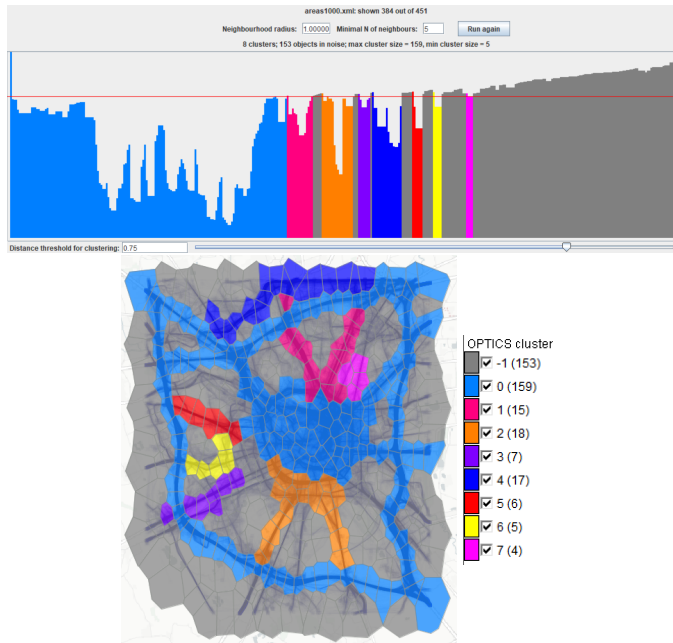 areas1000.xml: shown 384 out of 451
Neighbourhood radius: 1.00000 Minimal N of neighbours: 5 Run again
8 clusters; 153 objects in noise; max cluster size = 159, min cluster size = 5
Distance threshold for clustering: 0.75
OPTICS cluster
-1 (153)
0 (159)
1 (15)
2 (18)
3 (7)
4 (17)
5 (6)
6 (5)
7 (4)